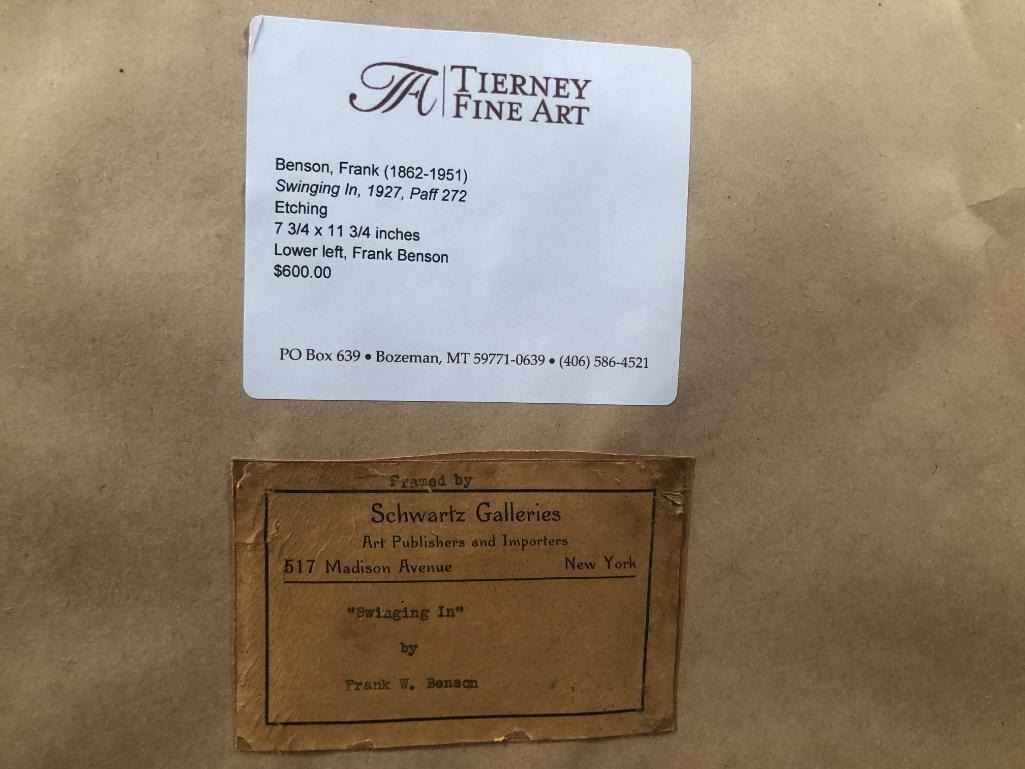 TA TIERNEY
FINE ART
Benson, Frank (1862-1951)
Swinging In, 1927, Paff 272
Etching
7 3/4 x 11 3/4 inches
Lower left, Frank Benson
$600.00
PO Box 639 • Bozeman, MT 59771-0639 • (406) 586-4521
Framed by
Schwartz Galleries
Art Publishers and Importers
517 Madison Avenue New York
"Swinging In"
by
Frank W. Benson